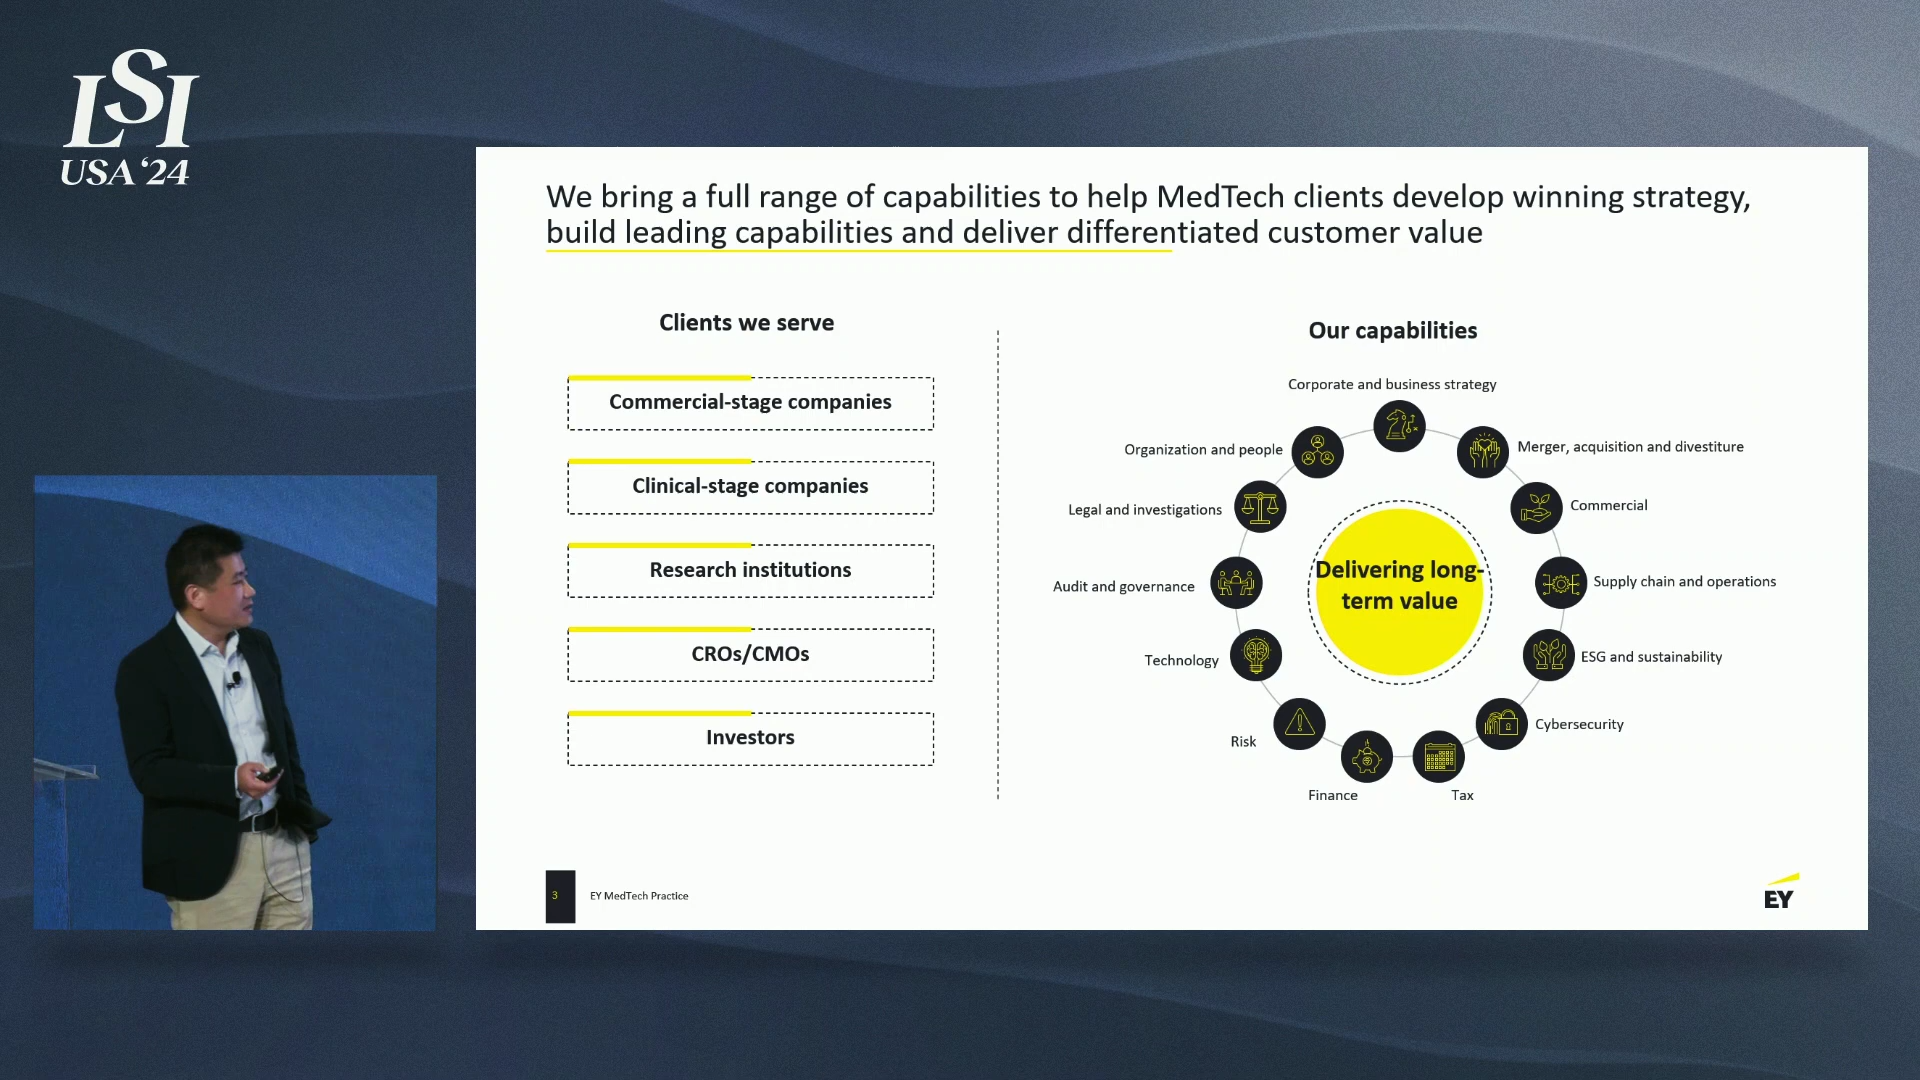 LSI
USA ‘24
We bring a full range of capabilities to help MedTech clients develop winning strategy,
build leading capabilities and deliver differentiated customer value
Clients we serve
Commercial-stage companies
Clinical-stage companies
Research institutions
CROs/CMOs
Investors
Our capabilities
Corporate and business strategy
Merger, acquisition and divestiture
Commercial
Supply chain and operations
ESG and sustainability
Cybersecurity
Tax
Finance
Risk
Technology
Audit and governance
Legal and investigations
Organization and people
Delivering long-
term value
3
EY MedTech Practice
EY